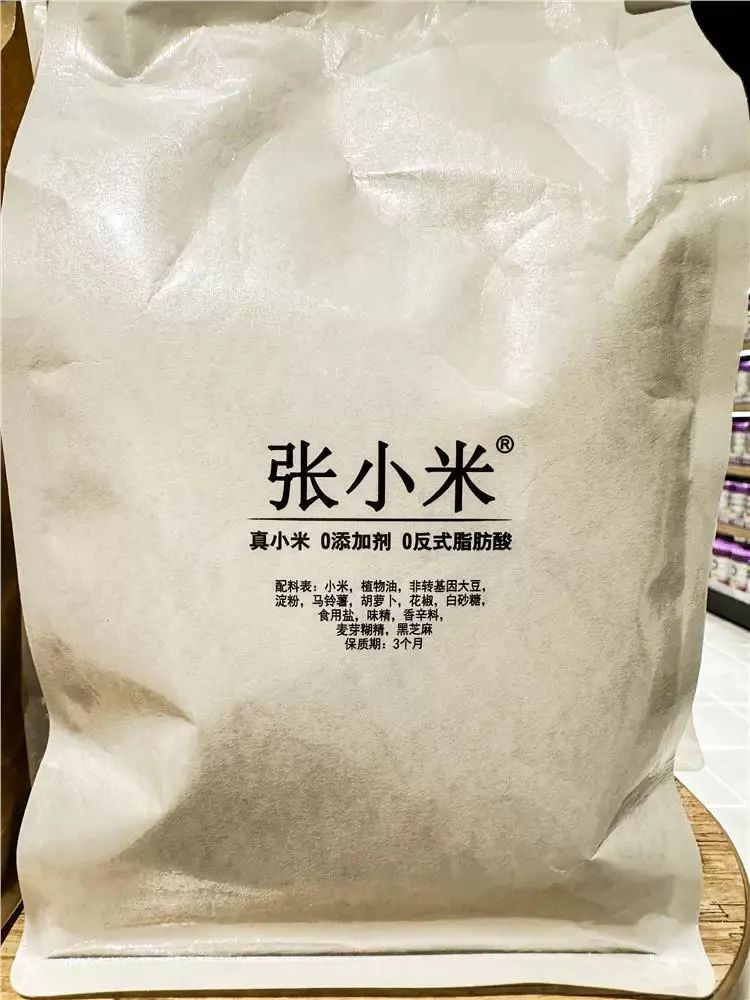 张小米®
真小米 0添加剂 0反式脂肪酸
配料表：小米，植物油，非转基因大豆，
淀粉，马铃薯，胡萝卜，花椒，白砂糖，
食用盐，味精，香辛料，
麦芽糊精，黑芝麻
保质期：3个月